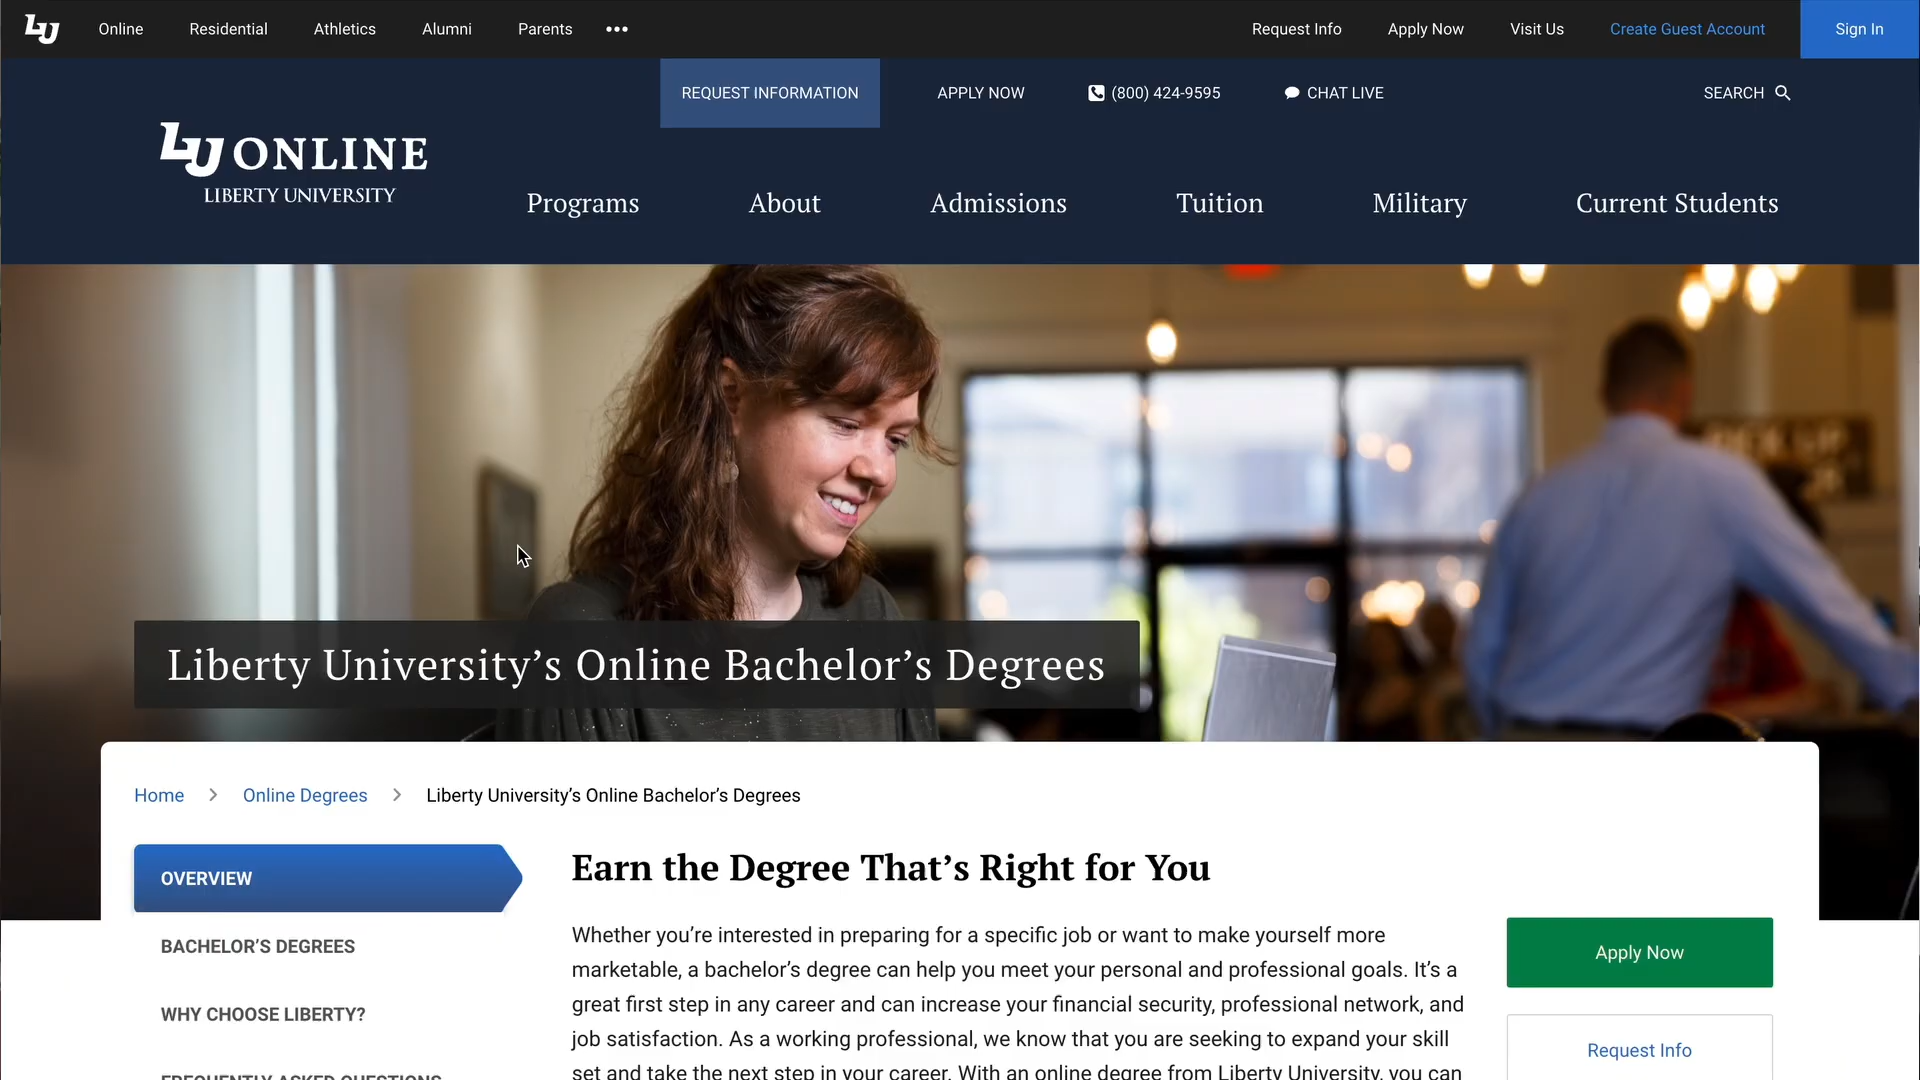 LU Online Residential Athletics Alumni Parents ••• Request Info Apply Now Visit Us Create Guest Account Sign In
REQUEST INFORMATION APPLY NOW (800) 424-9595 CHAT LIVE SEARCH
LU ONLINE
LIBERTY UNIVERSITY
Programs About Admissions Tuition Military Current Students
Liberty University’s Online Bachelor’s Degrees
Home > Online Degrees > Liberty University’s Online Bachelor’s Degrees
OVERVIEW
BACHELOR’S DEGREES
WHY CHOOSE LIBERTY?
FREQUENTLY ASKED QUESTIONS
Earn the Degree That’s Right for You
Whether you’re interested in preparing for a specific job or want to make yourself more
marketable, a bachelor’s degree can help you meet your personal and professional goals. It’s a
great first step in any career and can increase your financial security, professional network, and
job satisfaction. As a working professional, we know that you are seeking to expand your skill
set and take the next step in your career. With an online degree from Liberty University, you can
Apply Now
Request Info